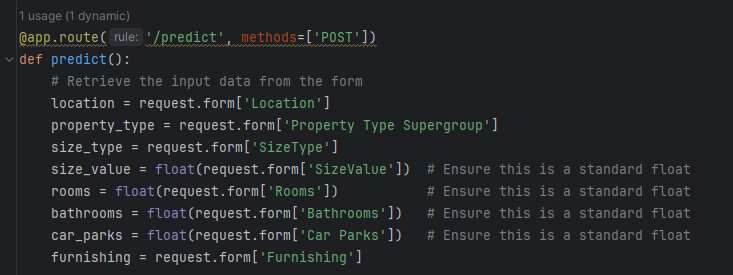 1 usage (1 dynamic)
@app.route( rule: '/predict', methods=['POST'])
def predict():
    # Retrieve the input data from the form
    location = request.form['Location']
    property_type = request.form['Property Type Supergroup']
    size_type = request.form['SizeType']
    size_value = float(request.form['SizeValue'])  # Ensure this is a standard float
    rooms = float(request.form['Rooms'])           # Ensure this is a standard float
    bathrooms = float(request.form['Bathrooms'])   # Ensure this is a standard float
    car_parks = float(request.form['Car Parks'])   # Ensure this is a standard float
    furnishing = request.form['Furnishing']